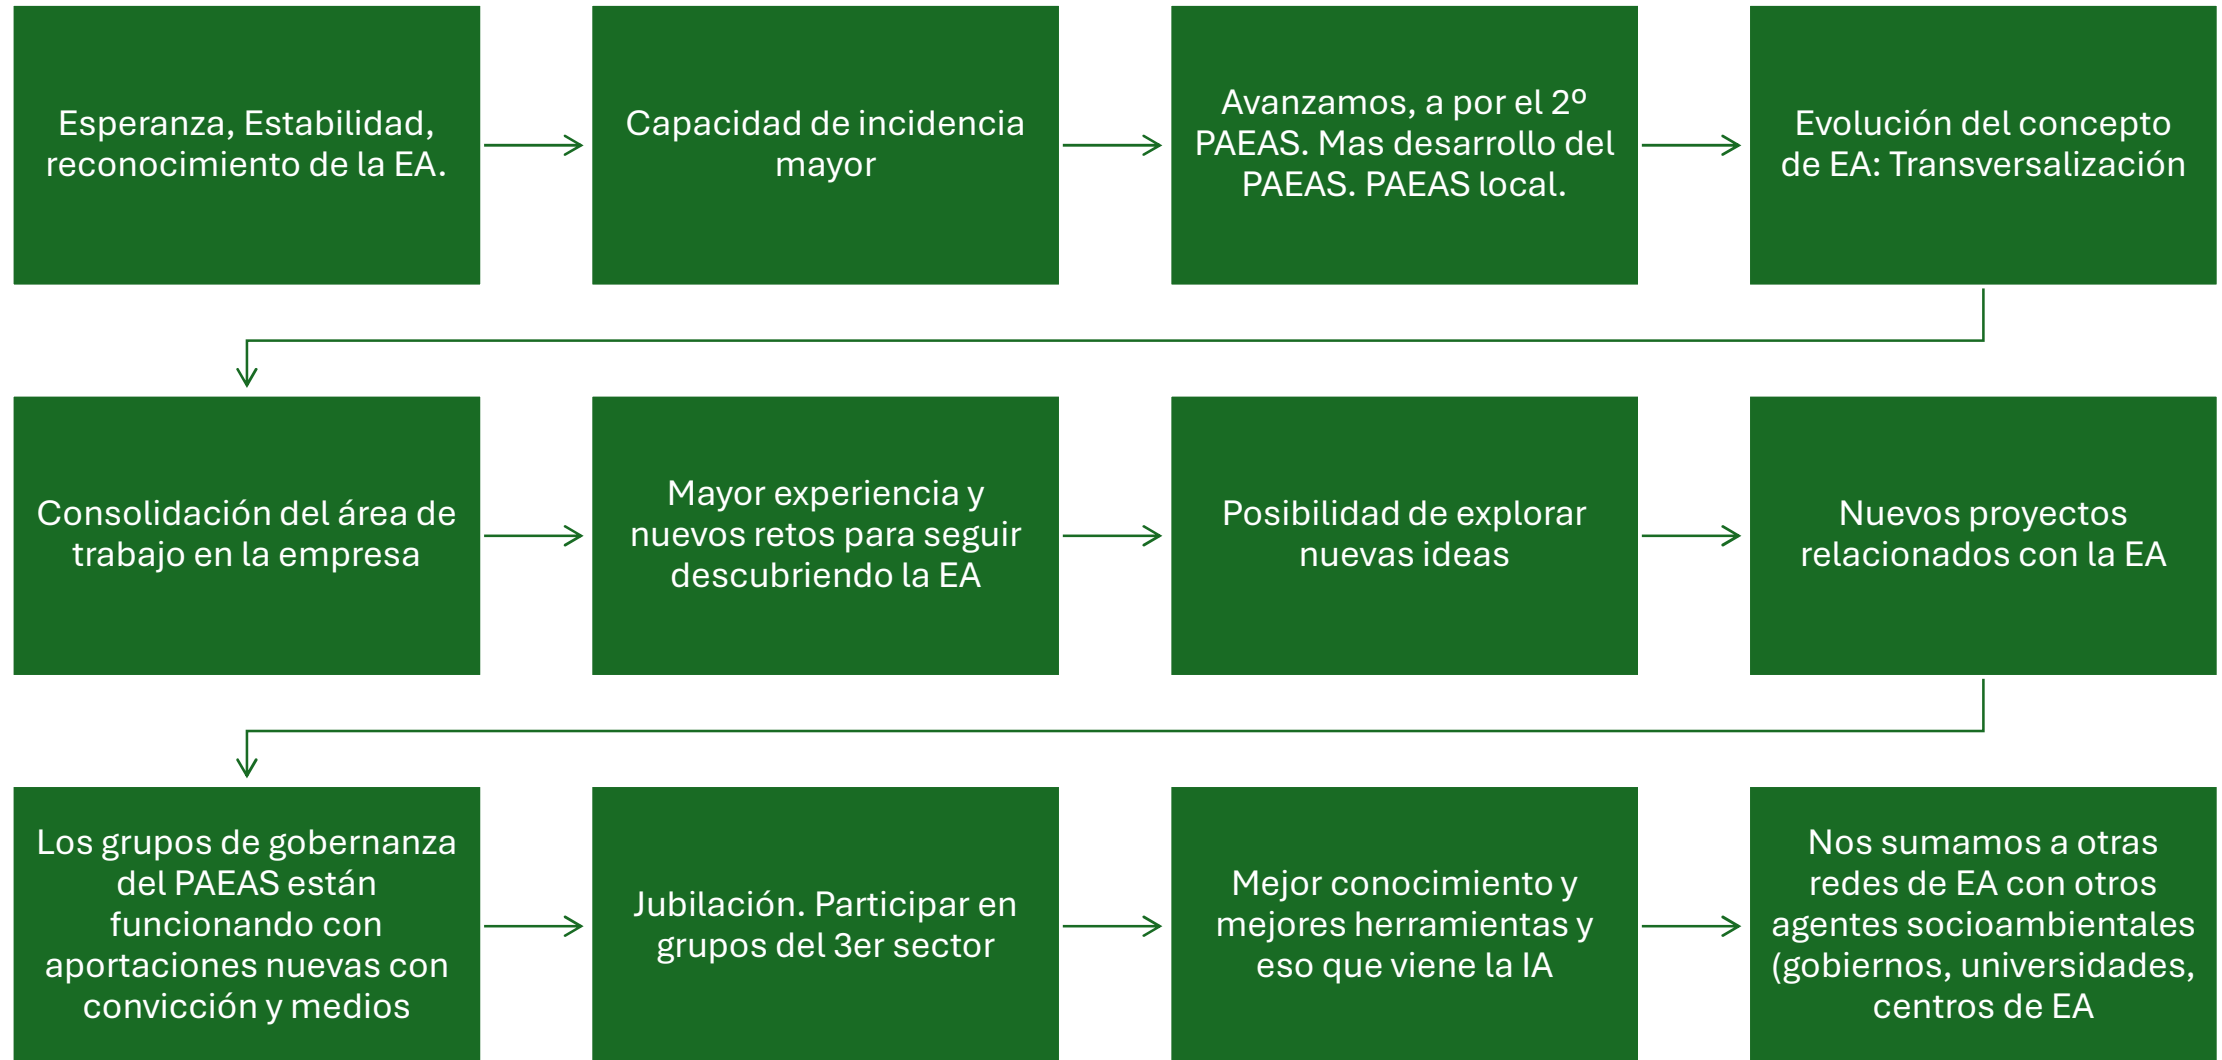 Esperanza, Estabilidad,
reconocimiento de la EA.
Capacidad de incidencia
mayor
Avanzamos, a por el 2º
PAEAS. Mas desarrollo del
PAEAS. PAEAS local.
Evolución del concepto
de EA: Transversalización
Consolidación del área de
trabajo en la empresa
Mayor experiencia y
nuevos retos para seguir
descubriendo la EA
Posibilidad de explorar
nuevas ideas
Nuevos proyectos
relacionados con la EA
Los grupos de gobernanza
del PAEAS están
funcionando con
aportaciones nuevas con
convicción y medios
Jubilación. Participar en
grupos del 3er sector
Mejor conocimiento y
mejores herramientas y
eso que viene la IA
Nos sumamos a otras
redes de EA con otros
agentes socioambientales
(gobiernos, universidades,
centros de EA